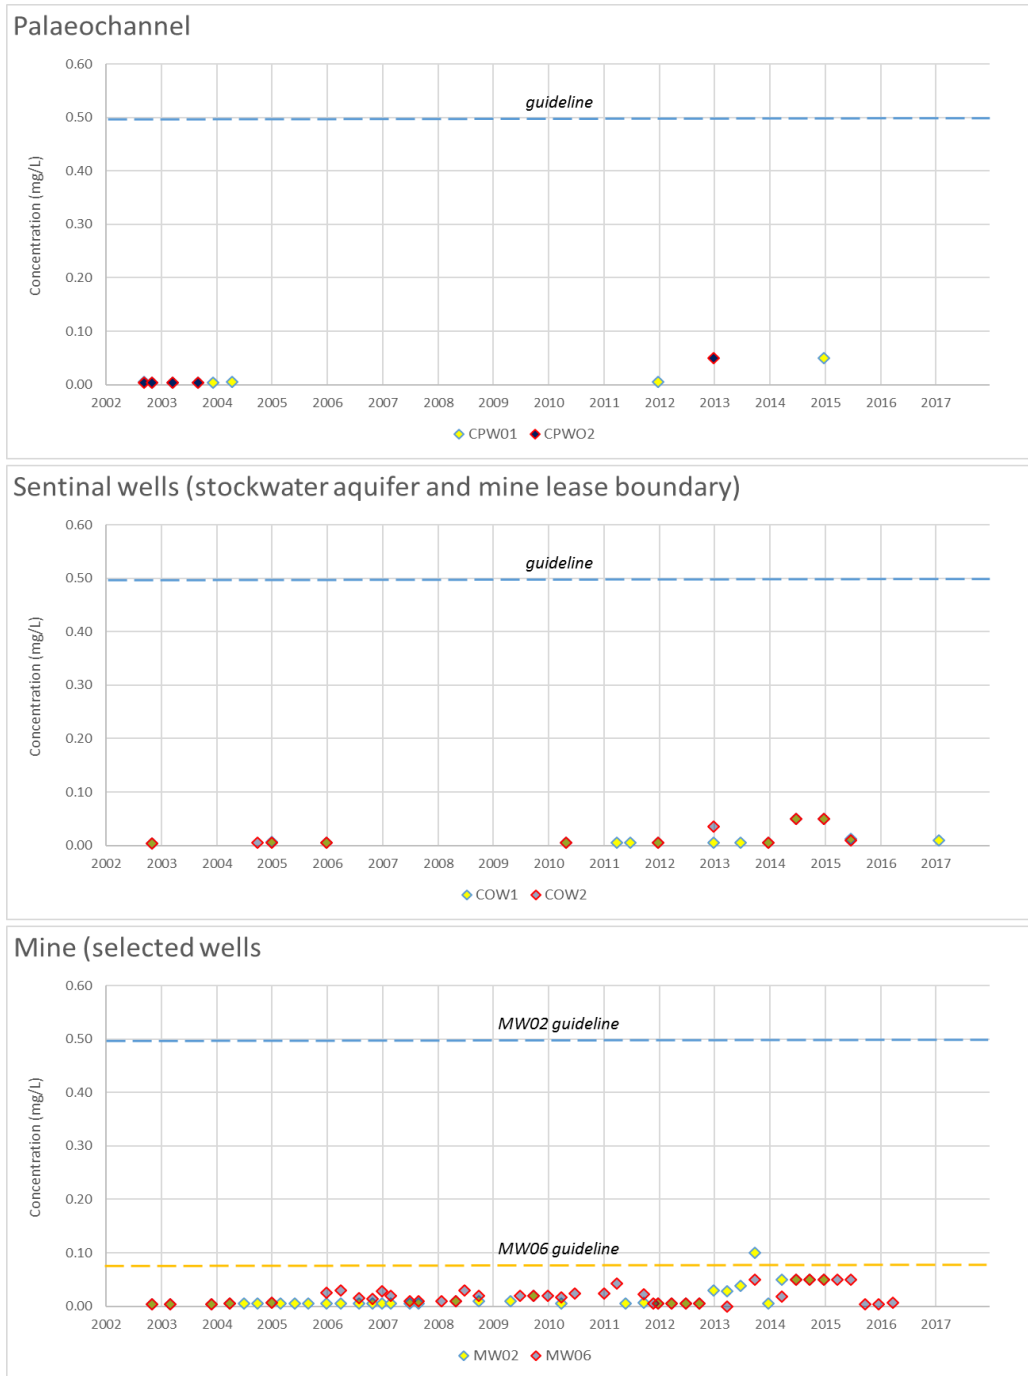 Palaeochannel
0.60
guideline
0.50
0.40
Concentration (mg/L)
0.30
0.20
0.10
0.00
2002 2003 2004 2005 2006 2007 2008 2009 2010 2011 2012 2013 2014 2015 2016 2017
CPW01 CPWO2
Sentinal wells (stockwater aquifer and mine lease boundary)
0.60
guideline
0.50
0.40
Concentration (mg/L)
0.30
0.20
0.10
0.00
2002 2003 2004 2005 2006 2007 2008 2009 2010 2011 2012 2013 2014 2015 2016 2017
COW1 COW2
Mine (selected wells
0.60
MW02 guideline
0.50
0.40
Concentration (mg/L)
0.30
0.20
MW06 guideline
0.10
0.00
2002 2003 2004 2005 2006 2007 2008 2009 2010 2011 2012 2013 2014 2015 2016 2017
MW02 MW06